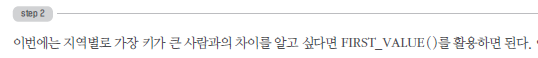 step 2
이번에는 지역별로 가장 키가 큰 사람과의 차이를 알고 싶다면 FIRST_VALUE()를 활용하면 된다.